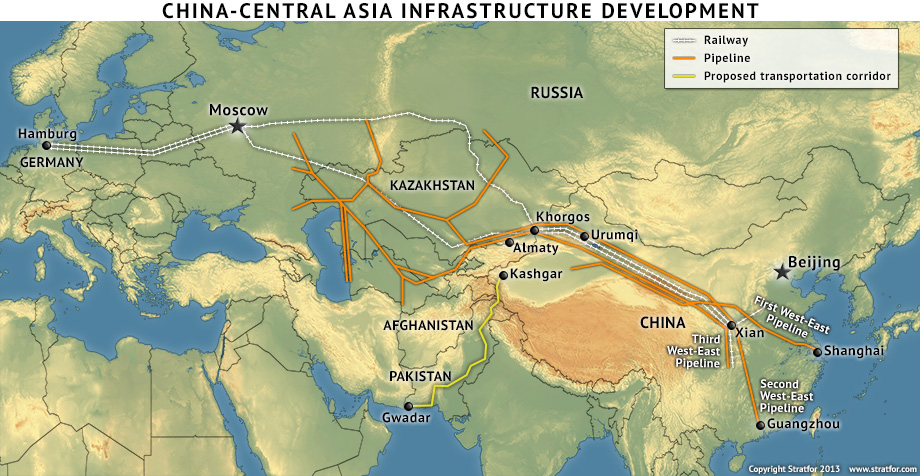 CHINA-CENTRAL ASIA INFRASTRUCTURE DEVELOPMENT
Railway
Pipeline
Proposed transportation corridor
RUSSIA
Moscow
Hamburg
GERMANY
KAZAKHSTAN
Khorgos
Urumqi
Almaty
Beijing
Kashgar
First West-East
Pipeline
AFGHANISTAN
CHINA
Xian
Third
West-East
Pipeline
Shanghai
PAKISTAN
Second
West-East
Pipeline
Gwadar
Guangzhou
Copyright Stratfor 2013 www.stratfor.com